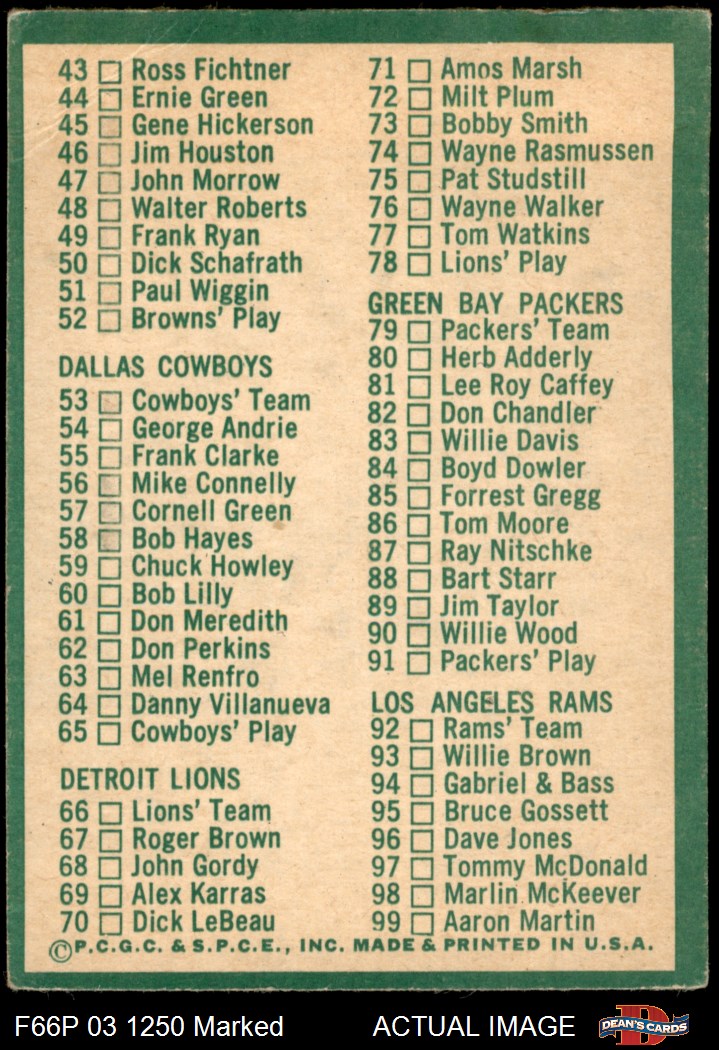 43 Ross Fichtner
44 Ernie Green
45 Gene Hickerson
46 Jim Houston
47 John Morrow
48 Walter Roberts
49 Frank Ryan
50 Dick Schafrath
51 Paul Wiggin
52 Browns' Play
DALLAS COWBOYS
53 Cowboys' Team
54 George Andrie
55 Frank Clarke
56 Mike Connelly
57 Cornell Green
58 Bob Hayes
59 Chuck Howley
60 Bob Lilly
61 Don Meredith
62 Don Perkins
63 Mel Renfro
64 Danny Villanueva
65 Cowboys' Play
DETROIT LIONS
66 Lions' Team
67 Roger Brown
68 John Gordy
69 Alex Karras
70 Dick LeBeau
71 Amos Marsh
72 Milt Plum
73 Bobby Smith
74 Wayne Rasmussen
75 Pat Studstill
76 Wayne Walker
77 Tom Watkins
78 Lions' Play
GREEN BAY PACKERS
79 Packers' Team
80 Herb Adderly
81 Lee Roy Caffey
82 Don Chandler
83 Willie Davis
84 Boyd Dowler
85 Forrest Gregg
86 Tom Moore
87 Ray Nitschke
88 Bart Starr
89 Jim Taylor
90 Willie Wood
91 Packers' Play
LOS ANGELES RAMS
92 Rams' Team
93 Willie Brown
94 Gabriel & Bass
95 Bruce Gossett
96 Dave Jones
97 Tommy McDonald
98 Marlin McKeever
99 Aaron Martin
©P.C.G.C. & S.P.C.E., INC. MADE & PRINTED IN U.S.A.
F66P 03 1250 Marked ACTUAL IMAGE
D
DEAN'S CARDS